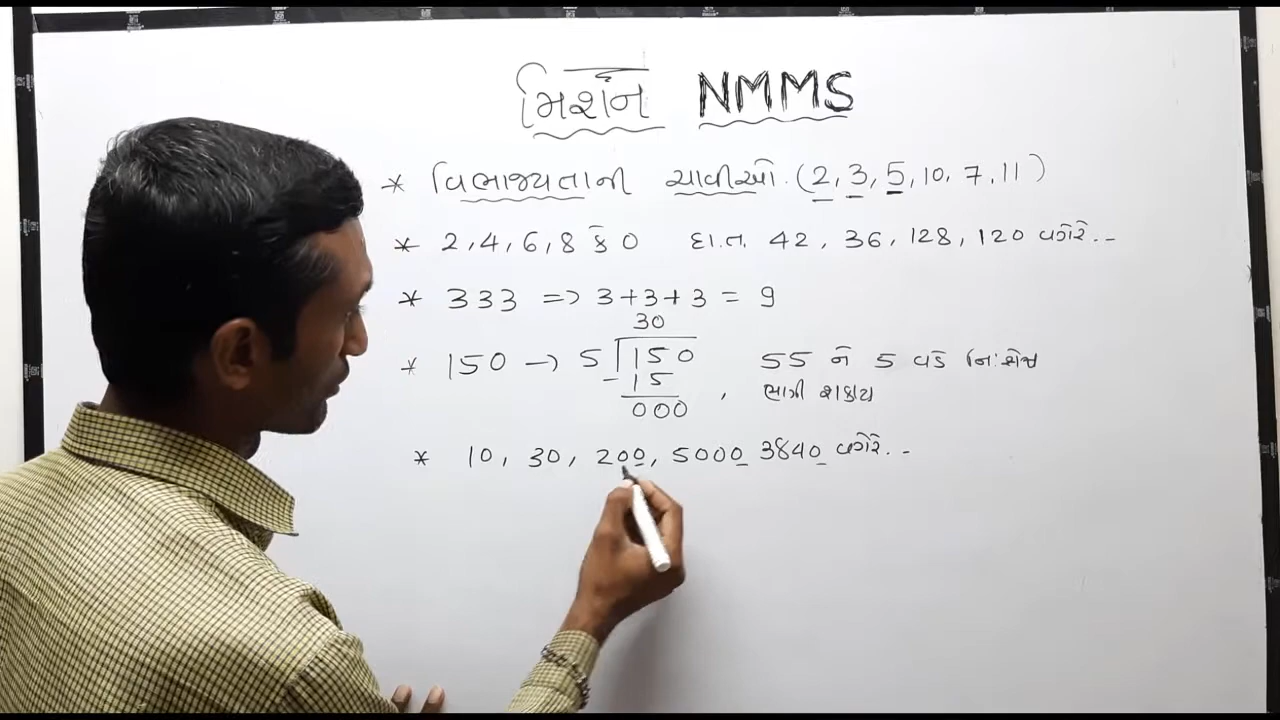 મિશન NMMS
* વિભાજ્યતાની ચાવીઓ. (2, 3, 5, 10, 7, 11)
* 2, 4, 6, 8 કે 0 દા.ત. 42, 36, 128, 120 વગેરે..
* 333 => 3+3+3 = 9
30
* 150 → 5 150 55 ને 5 વડે નિઃશેષ
-15 , ભાગી શકાય
000
* 10, 30, 200, 5000 3840 વગેરે..